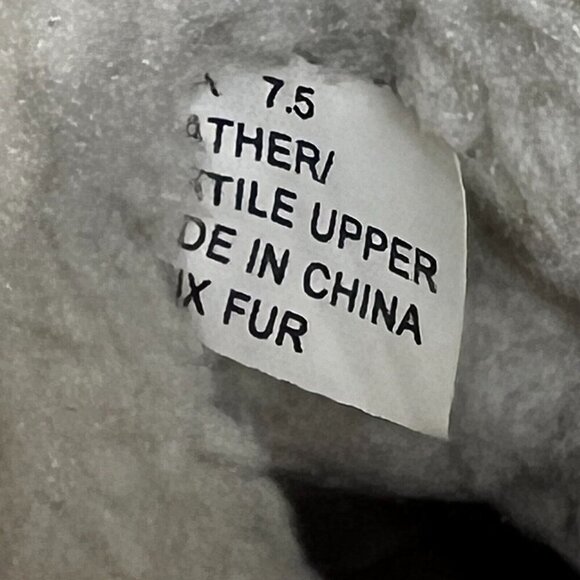 7.5
ATHER/
TILE UPPER
DE IN CHINA
IX FUR